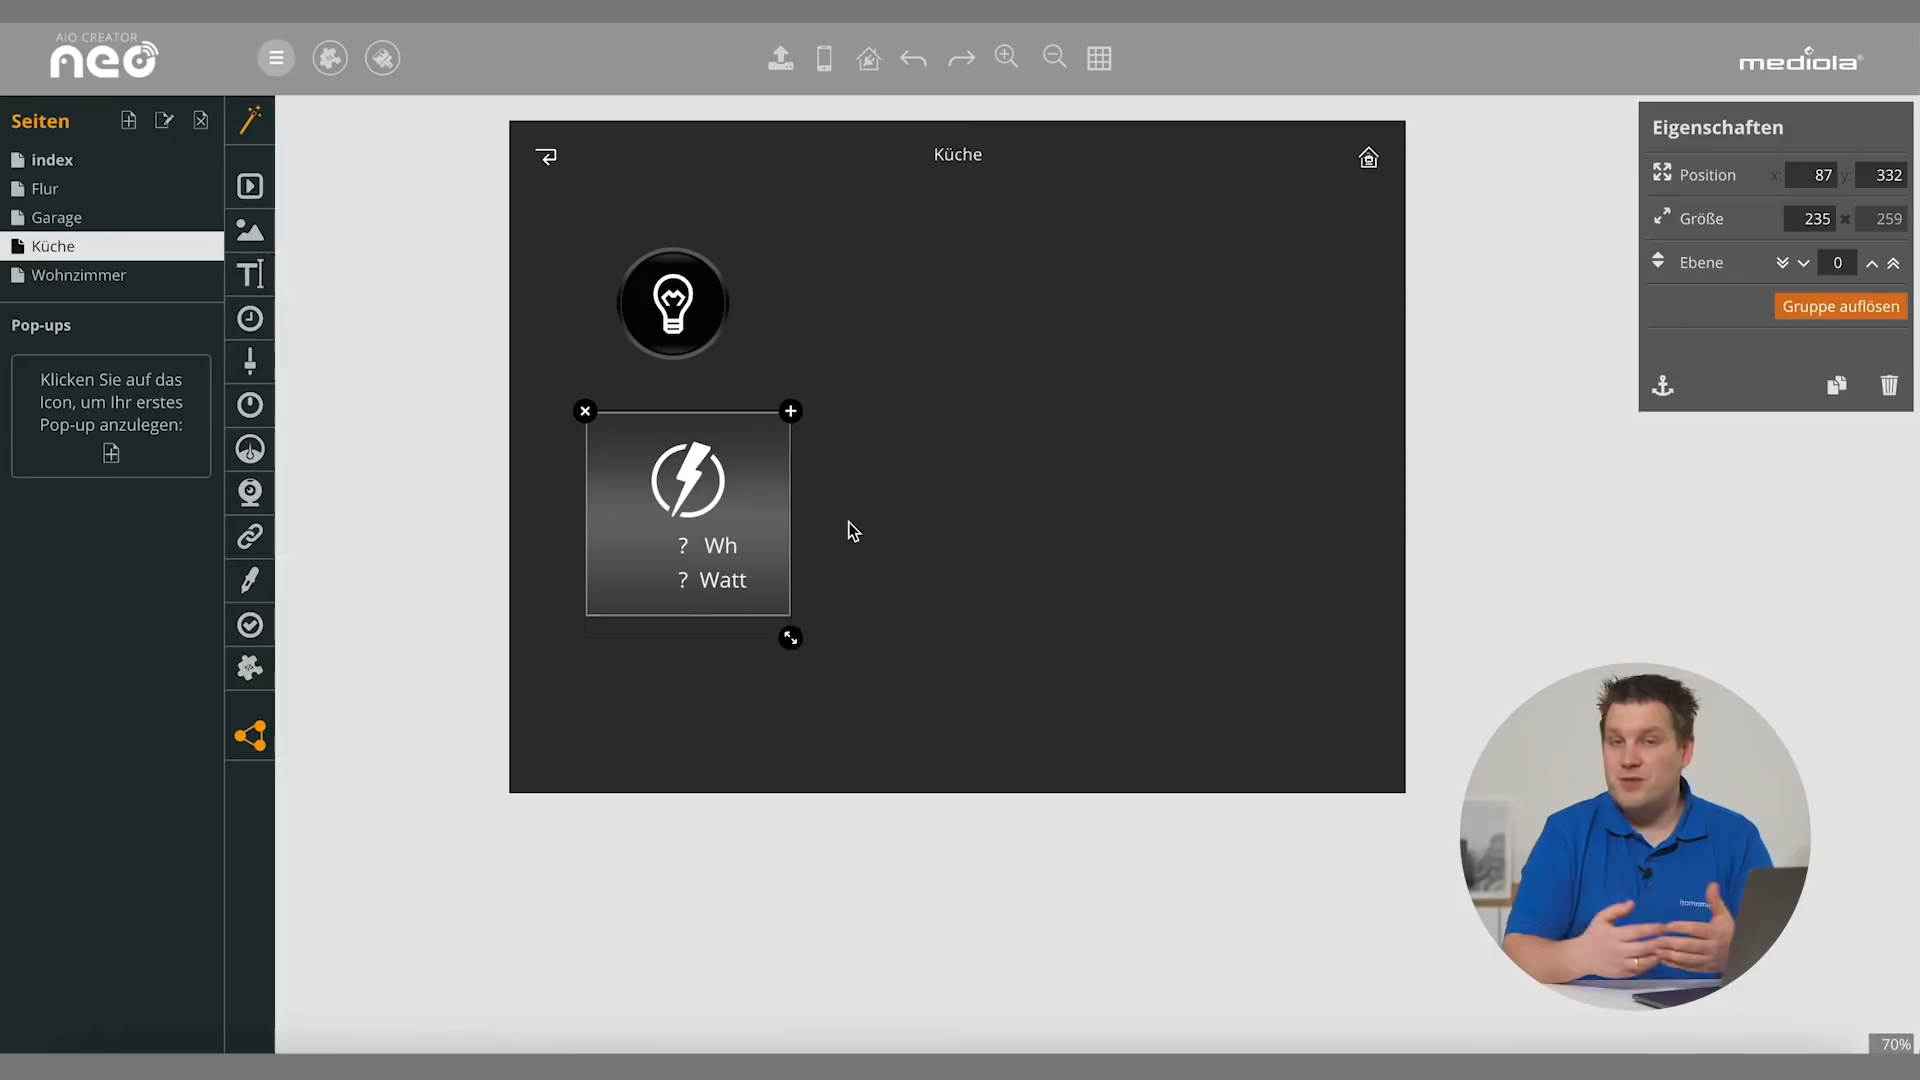 AIO CREATOR
neo
mediola®
Seiten
index
Flur
Garage
Küche
Wohnzimmer
Pop-ups
Klicken Sie auf das
Icon, um Ihr erstes
Pop-up anzulegen:
Küche
? Wh
? Watt
Eigenschaften
Position x: 87 y: 332
Größe 235 × 259
Ebene 0
Gruppe auflösen
70%